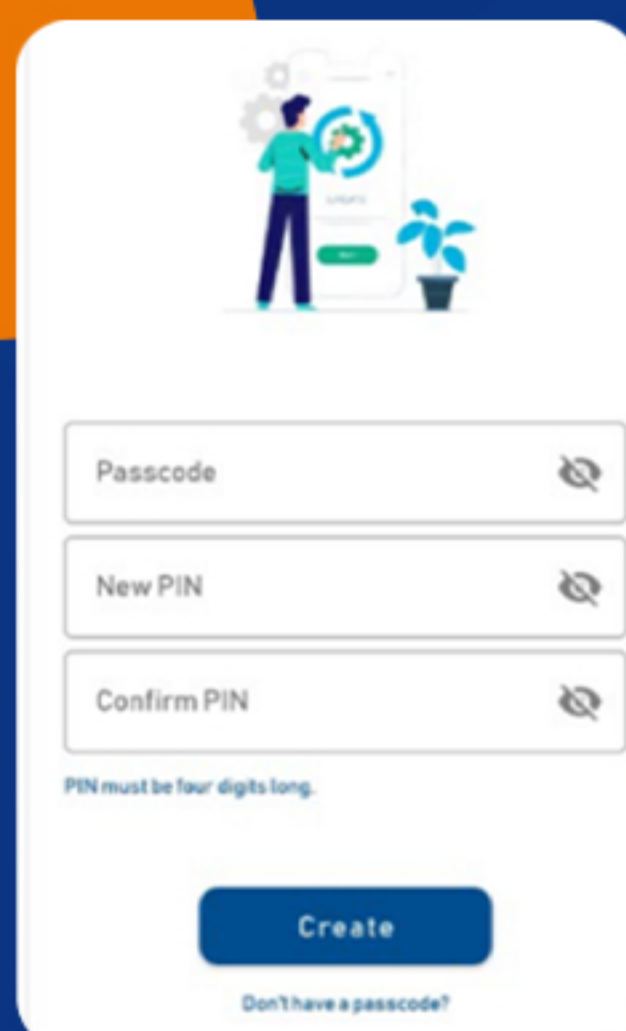 Passcode
New PIN
Confirm PIN
PIN must be four digits long.
Create
Don't have a passcode?